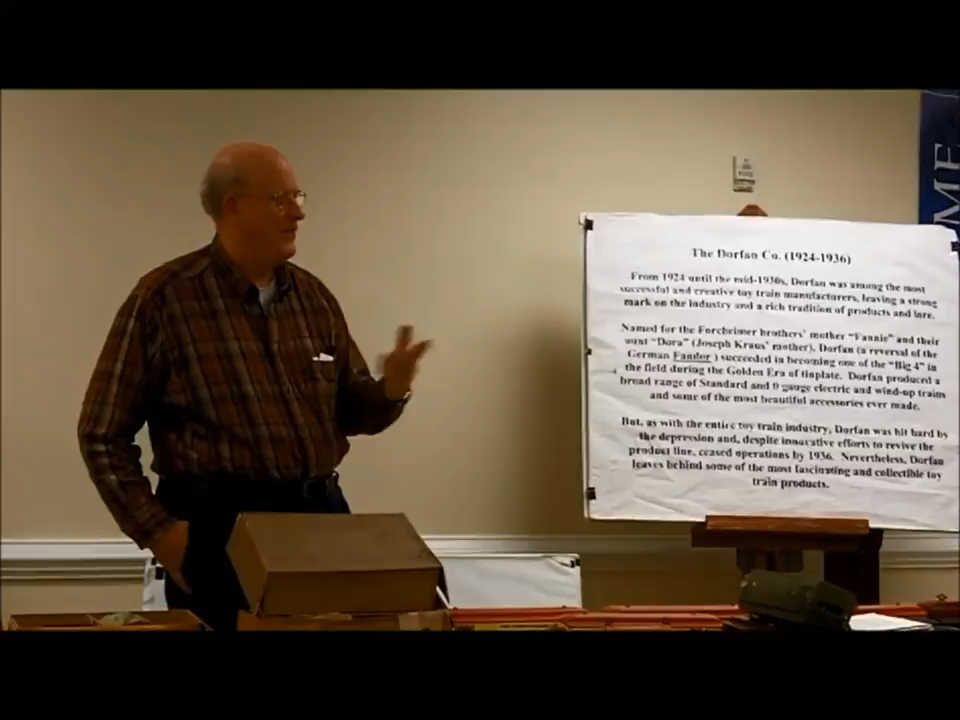 The Dorfan Co. (1924-1936)
From 1924 until the mid-1930s, Dorfan was among the most
successful and creative toy train manufacturers, leaving a strong
mark on the industry and a rich tradition of products and lore.
Named for the Forcheimer brothers' mother "Fannie" and their
aunt "Dora" (Joseph Kraus' mother), Dorfan (a reversal of the
German Fandor ) succeeded in becoming one of the "Big 4" in
the field during the Golden Era of tinplate. Dorfan produced a
broad range of Standard and 0 gauge electric and wind-up trains
and some of the most beautiful accessories ever made.
But, as with the entire toy train industry, Dorfan was hit hard by
the depression and, despite innovative efforts to revive the
product line, ceased operations by 1936. Nevertheless, Dorfan
leaves behind some of the most fascinating and collectible toy
train products.
ME